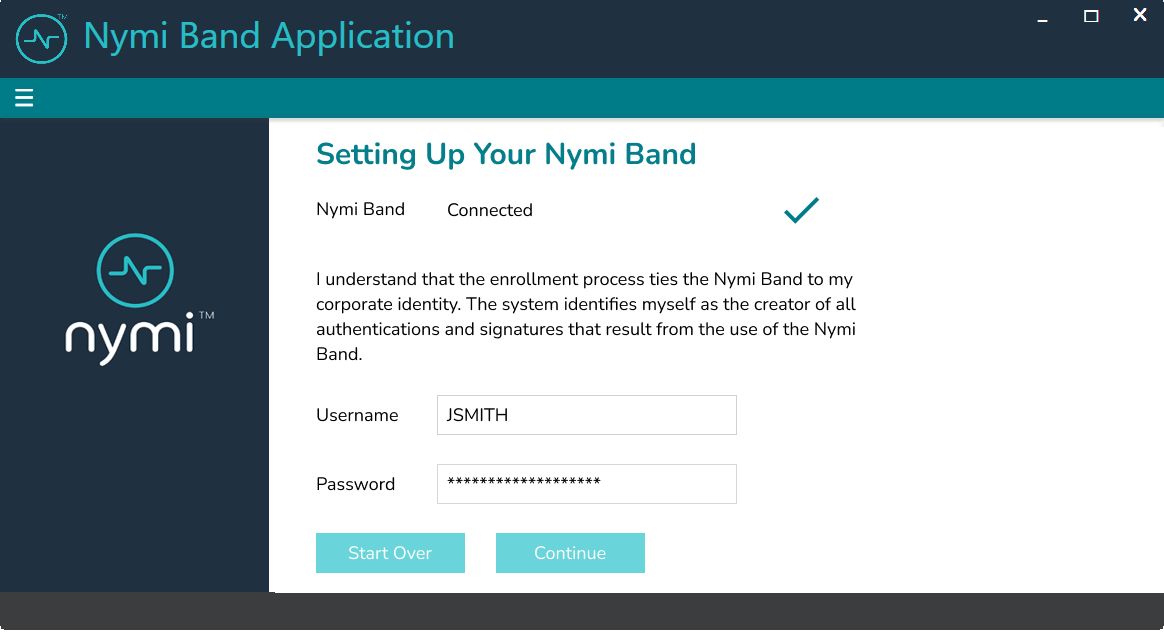 Nymi Band Application
TM
☰
Setting Up Your Nymi Band
Nymi Band Connected
nymi™
I understand that the enrollment process ties the Nymi Band to my
corporate identity. The system identifies myself as the creator of all
authentications and signatures that result from the use of the Nymi
Band.
Username JSMITH
Password *******************
Start Over Continue